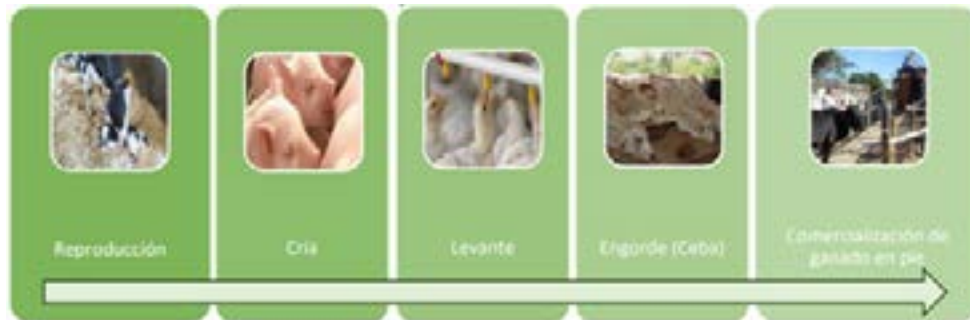 Reproducción
Cría
Levante
Engorde (Ceba)
Comercialización de
ganado en pie